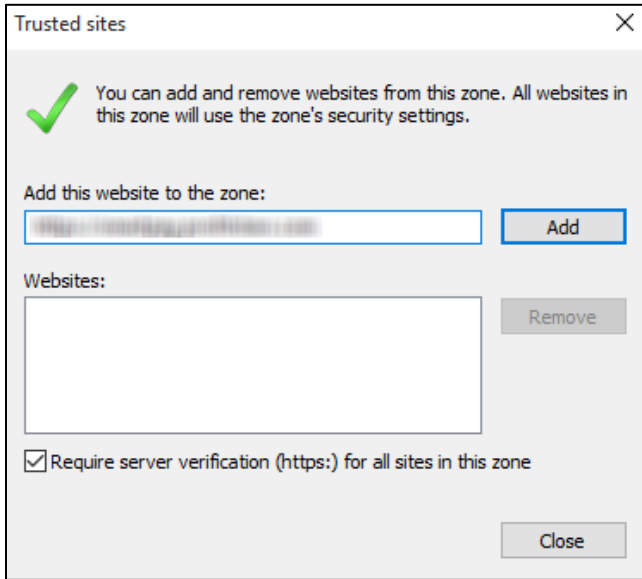 Trusted sites
You can add and remove websites from this zone. All websites in
this zone will use the zone's security settings.
Add this website to the zone:
Add
Websites:
Remove
Require server verification (https:) for all sites in this zone
Close